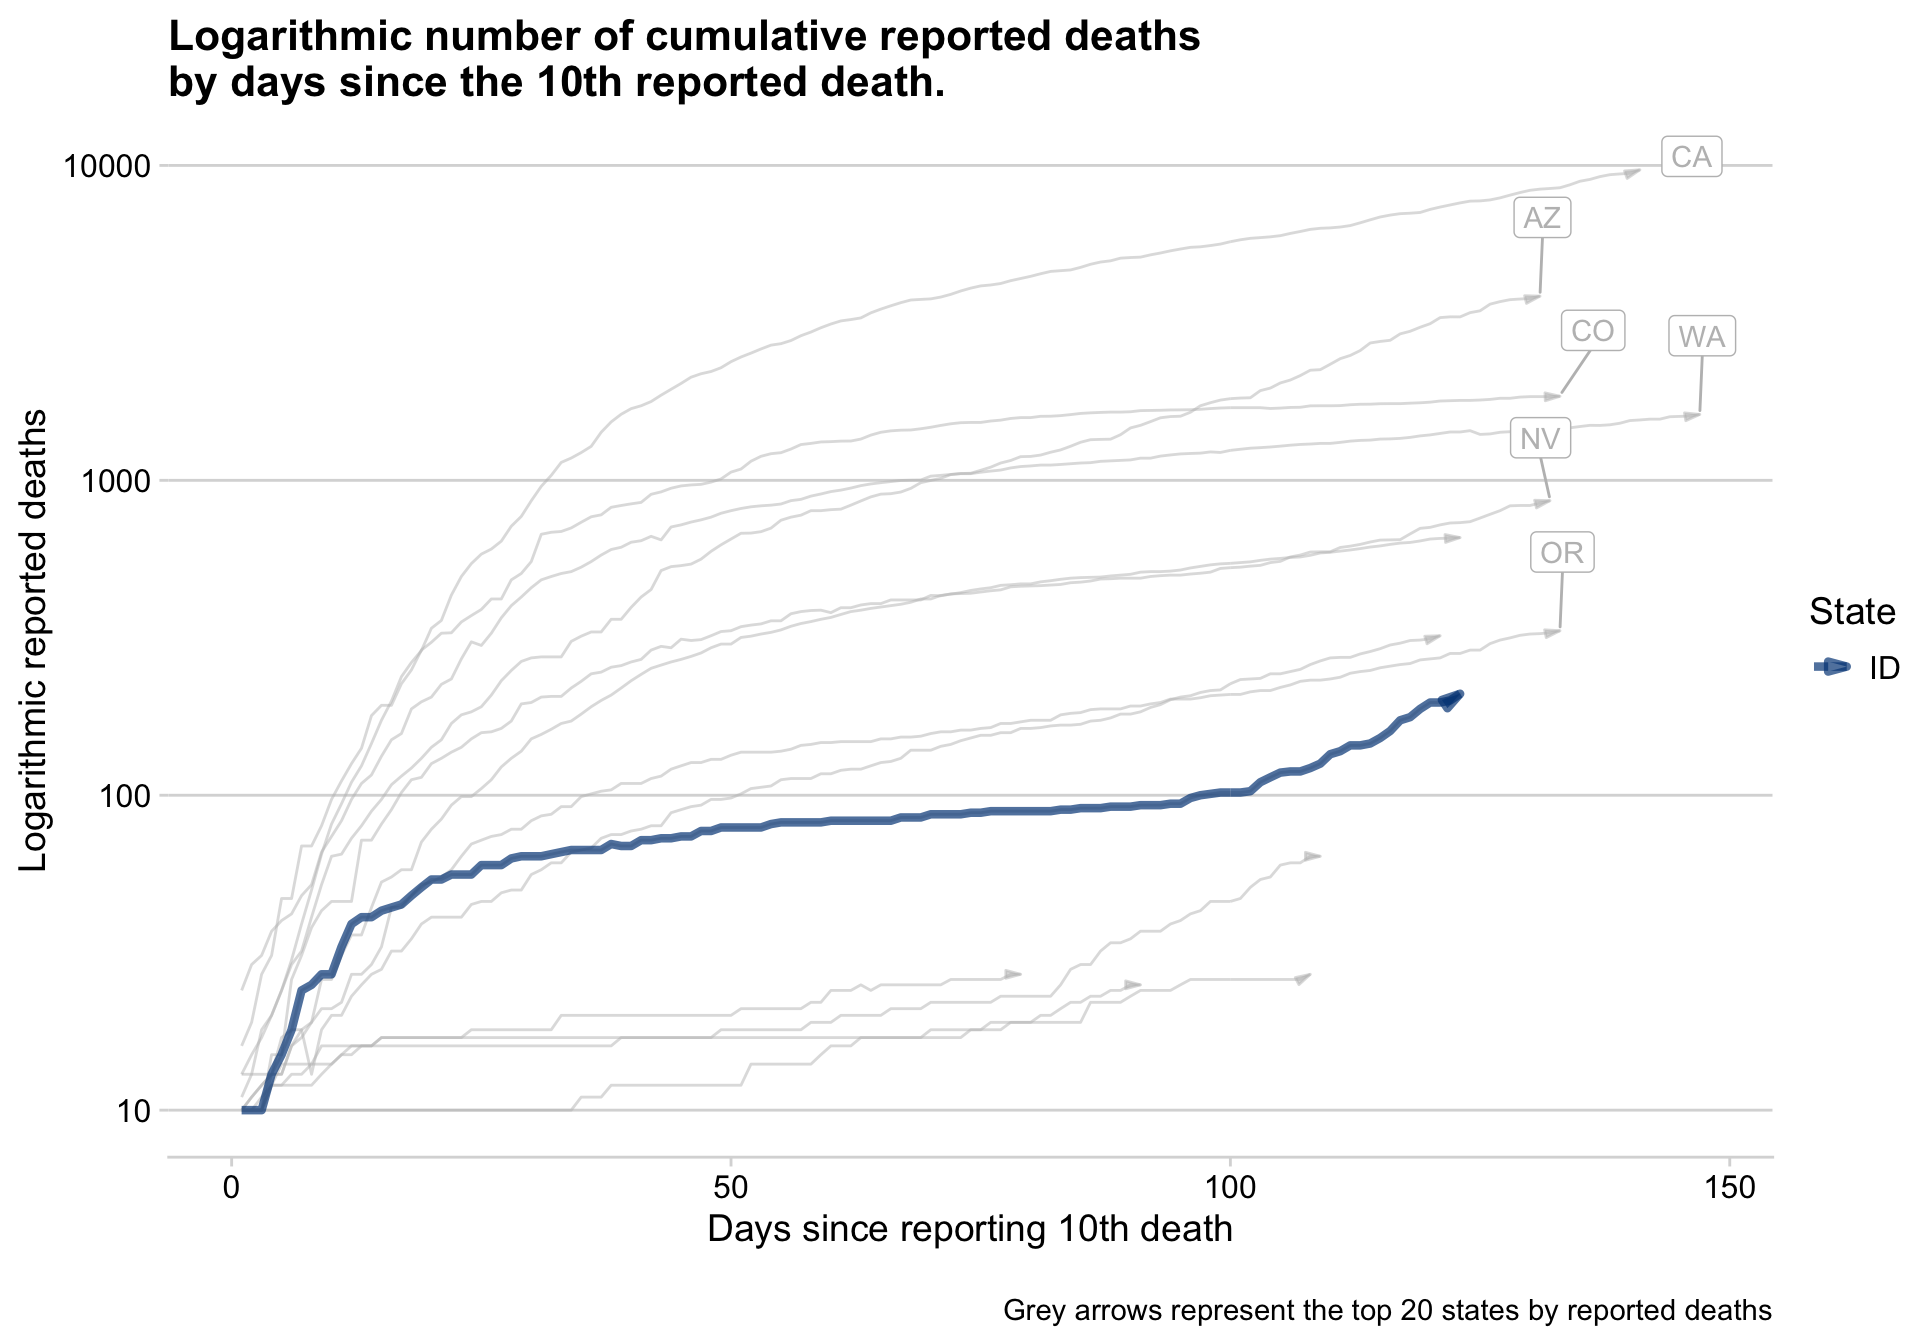 Logarithmic number of cumulative reported deaths
by days since the 10th reported death.
10000
1000
100
10
Logarithmic reported deaths
CA
AZ
CO
WA
NV
OR
State
ID
0
50
100
150
Days since reporting 10th death
Grey arrows represent the top 20 states by reported deaths